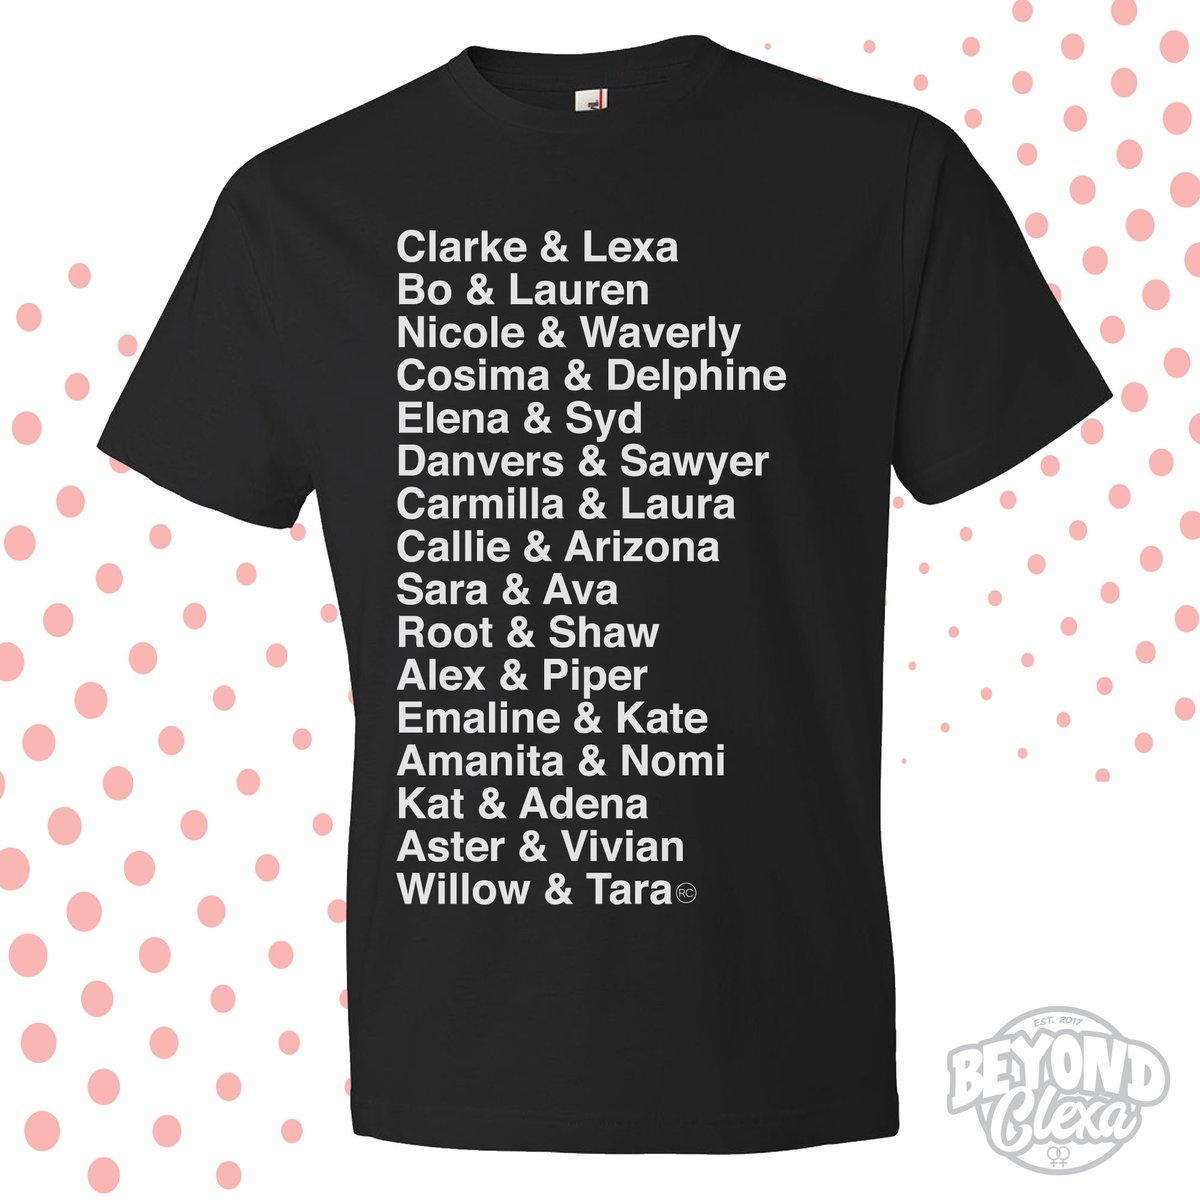 Clarke & Lexa
Bo & Lauren
Nicole & Waverly
Cosima & Delphine
Elena & Syd
Danvers & Sawyer
Carmilla & Laura
Callie & Arizona
Sara & Ava
Root & Shaw
Alex & Piper
Emaline & Kate
Amanita & Nomi
Kat & Adena
Aster & Vivian
Willow & Tara
RC
EST. 2017
BEYOND
Clexa